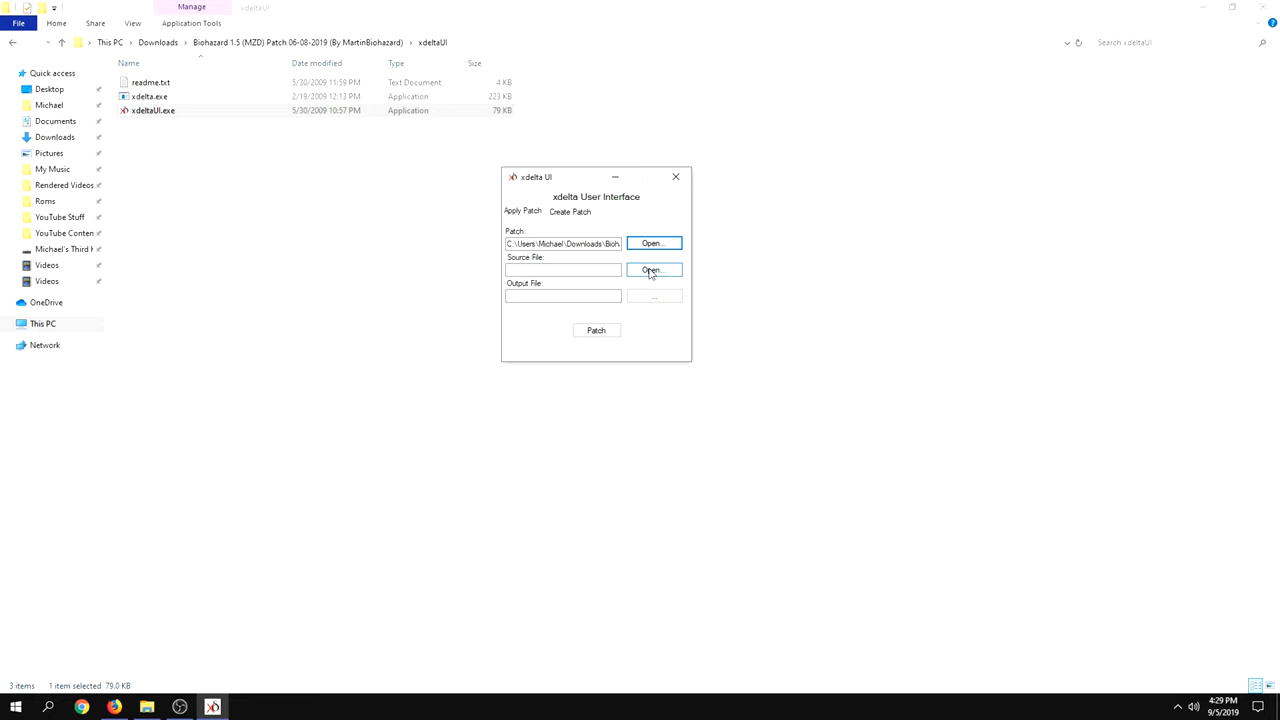 Manage
xdeltaUI
File
Home
Share
View
Application Tools
This PC
Downloads
Biohazard 1.5 (MZD) Patch 06-08-2019 (By MartinBiohazard)
xdeltaUI
Search xdeltaUI
Name
Date modified
Type
Size
readme.txt
5/30/2009 11:59 PM
Text Document
4 KB
xdelta.exe
2/19/2009 12:13 PM
Application
223 KB
xdeltaUI.exe
5/30/2009 10:57 PM
Application
79 KB
Quick access
Desktop
Michael
Documents
Downloads
Pictures
My Music
Rendered Videos
Roms
YouTube Stuff
YouTube Conten
Michael's Third H
Videos
Videos
OneDrive
This PC
Network
xdelta UI
xdelta User Interface
Apply Patch
Create Patch
Patch:
C:\Users\Michael\Downloads\Bioh
Open...
Source File:
Open...
Output File:
...
Patch
3 items
1 item selected 79.0 KB
4:29 PM
9/5/2019